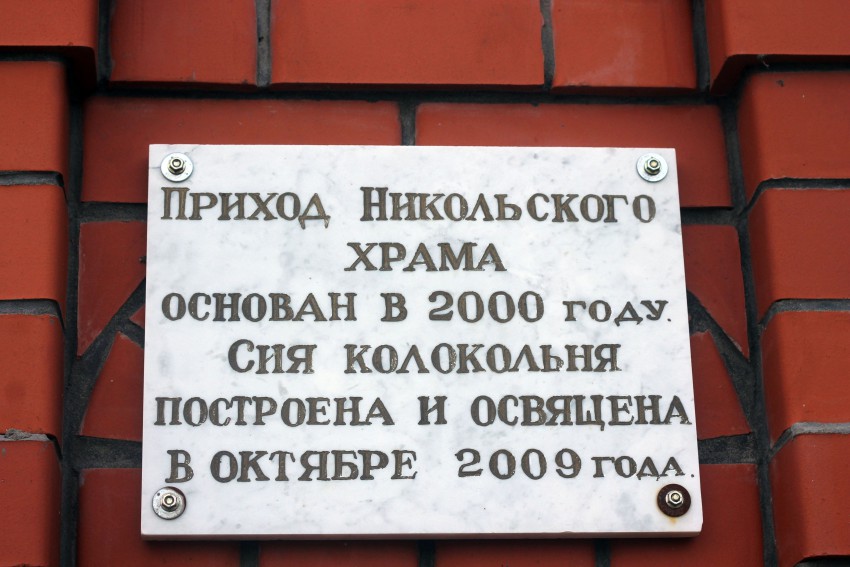 Приход Никольского
храма
основан в 2000 году.
Сия колокольня
построена и освящена
в октябре 2009 года.